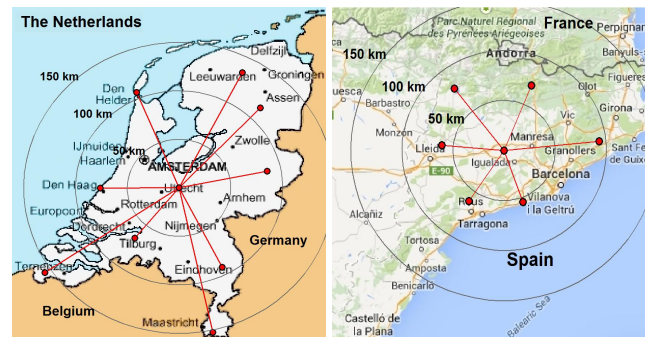 The Netherlands
Delfzijl
150 km
Leeuwarden
Groningen
Den
Helder
Assen
100 km
IJmuiden
Haarlem
50 km
Zwolle
AMSTERDAM
Den Haag
Utrecht
Europoort
Rotterdam
Arnhem
Dordrecht
Nijmegen
Tilburg
Germany
Terneuzen
Eindhoven
Belgium
Maastricht
Parc Naturel Régional
des Pyrénées Ariégeoises
France
Perpignan
150 km
Andorra
Banyuls-
mer
100 km
Figueres
uesca
Barbastro
Olot
50 km
Girona
Monzón
Vic
Manresa
Lleida
Granollers
Sant Fe
de Guíxo
Igualada
E-90
Barcelona
Reus
Vilanova
i la Geltrú
Alcañiz
Tarragona
Tortosa
Spain
Amposta
Benicarló
Balearic Sea
Castelló de
la Plana